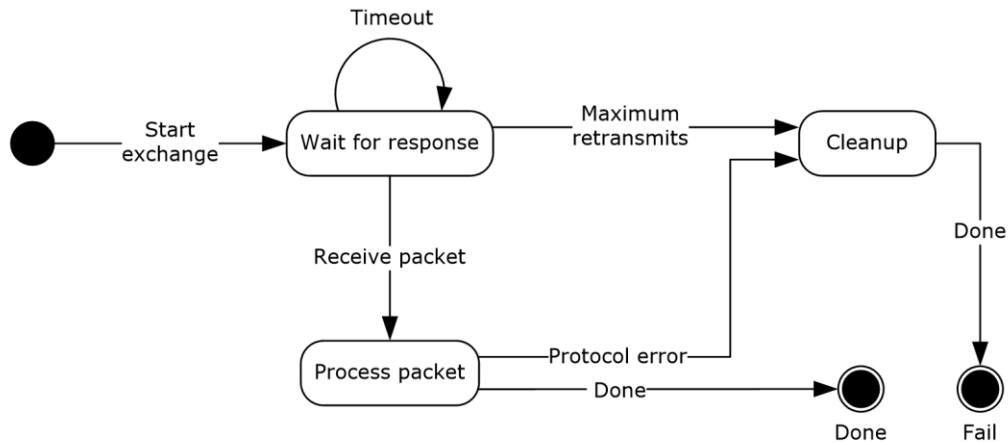 Timeout
Start
exchange
Wait for response
Maximum
retransmits
Cleanup
Receive packet
Done
Process packet
Protocol error
Done
Done
Fail